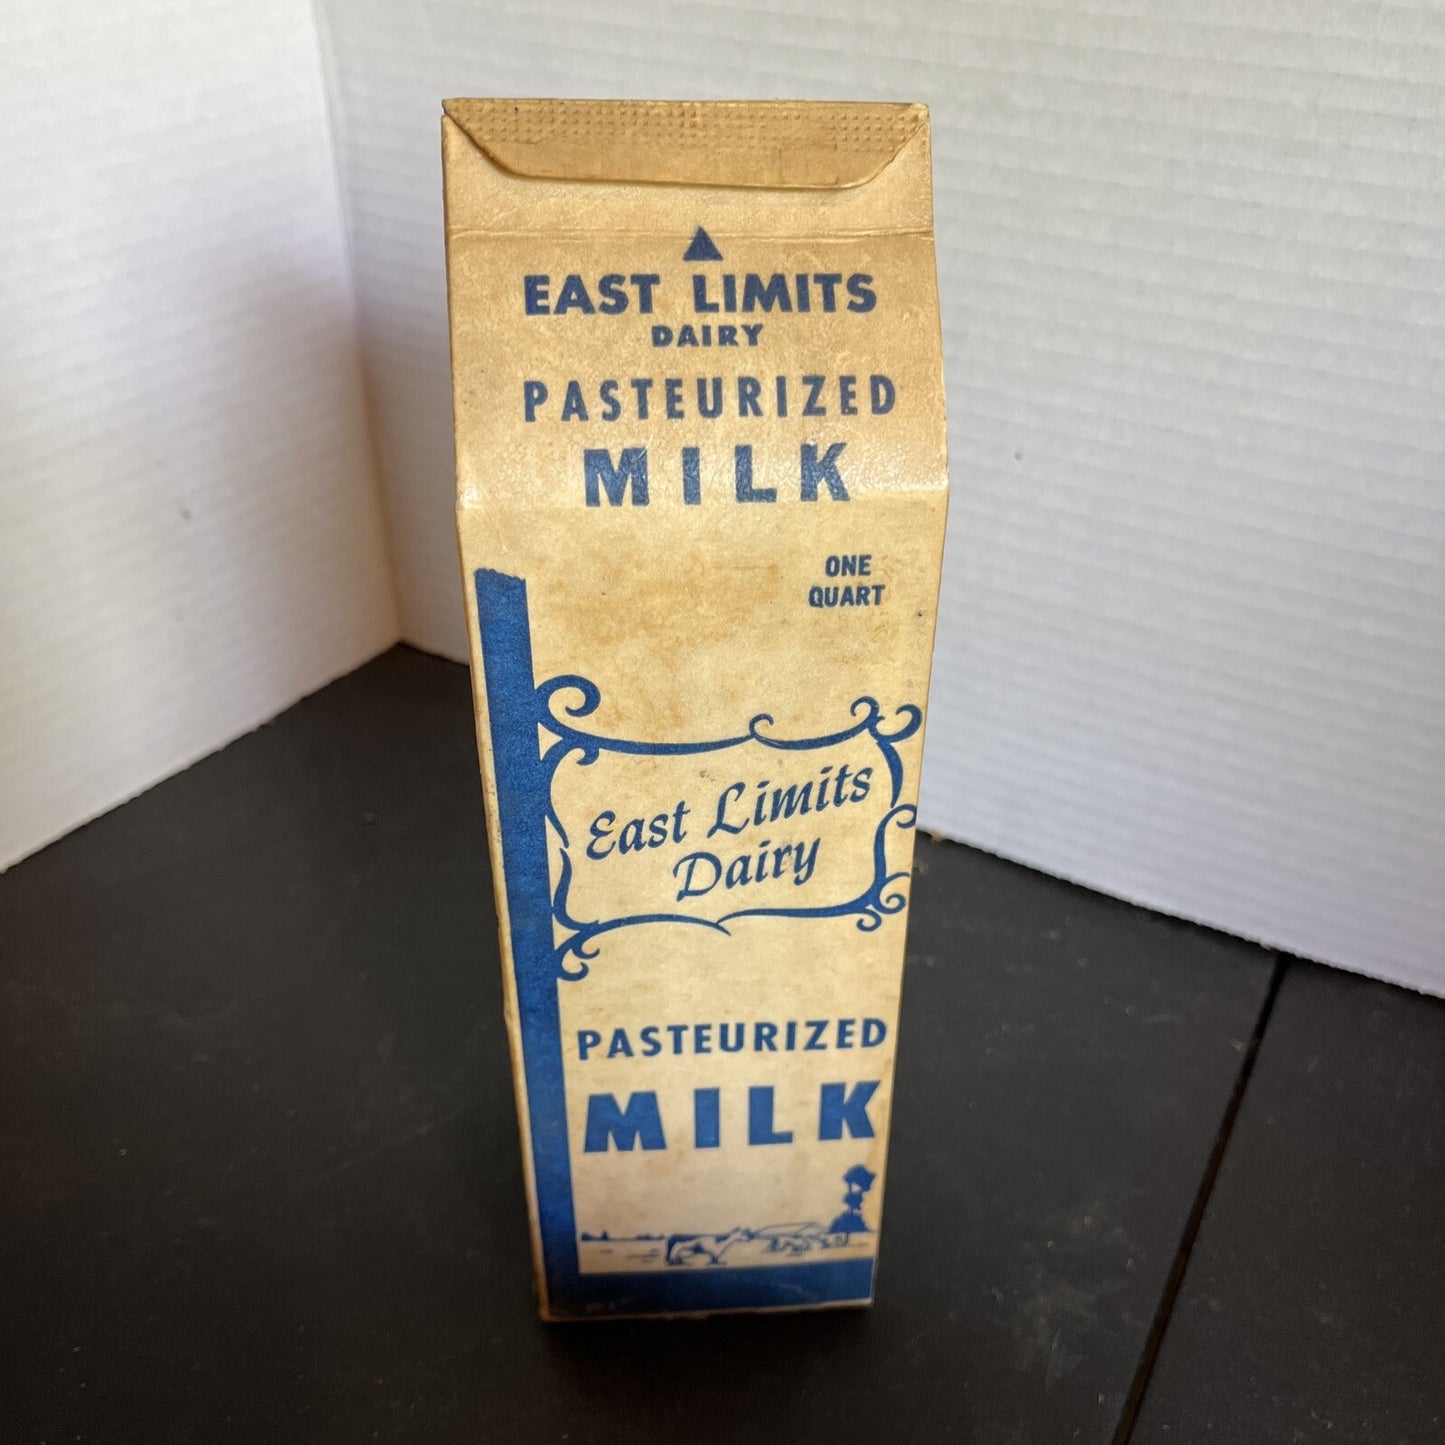 EAST LIMITS
DAIRY
PASTEURIZED
MILK
ONE
QUART
East Limits
Dairy
PASTEURIZED
MILK